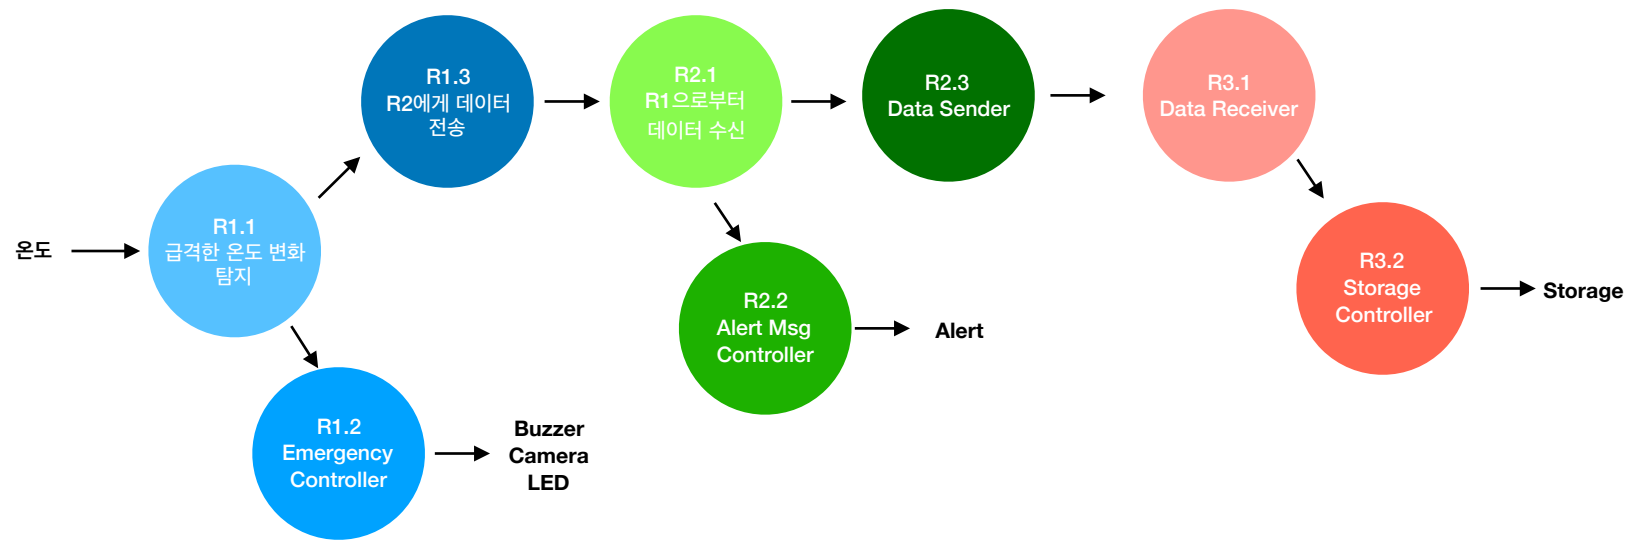 온도
R1.1
급격한 온도 변화
탐지
R1.3
R2에게 데이터
전송
R1.2
Emergency
Controller
Buzzer
Camera
LED
R2.1
R1으로부터
데이터 수신
R2.2
Alert Msg
Controller
Alert
R2.3
Data Sender
R3.1
Data Receiver
R3.2
Storage
Controller
Storage